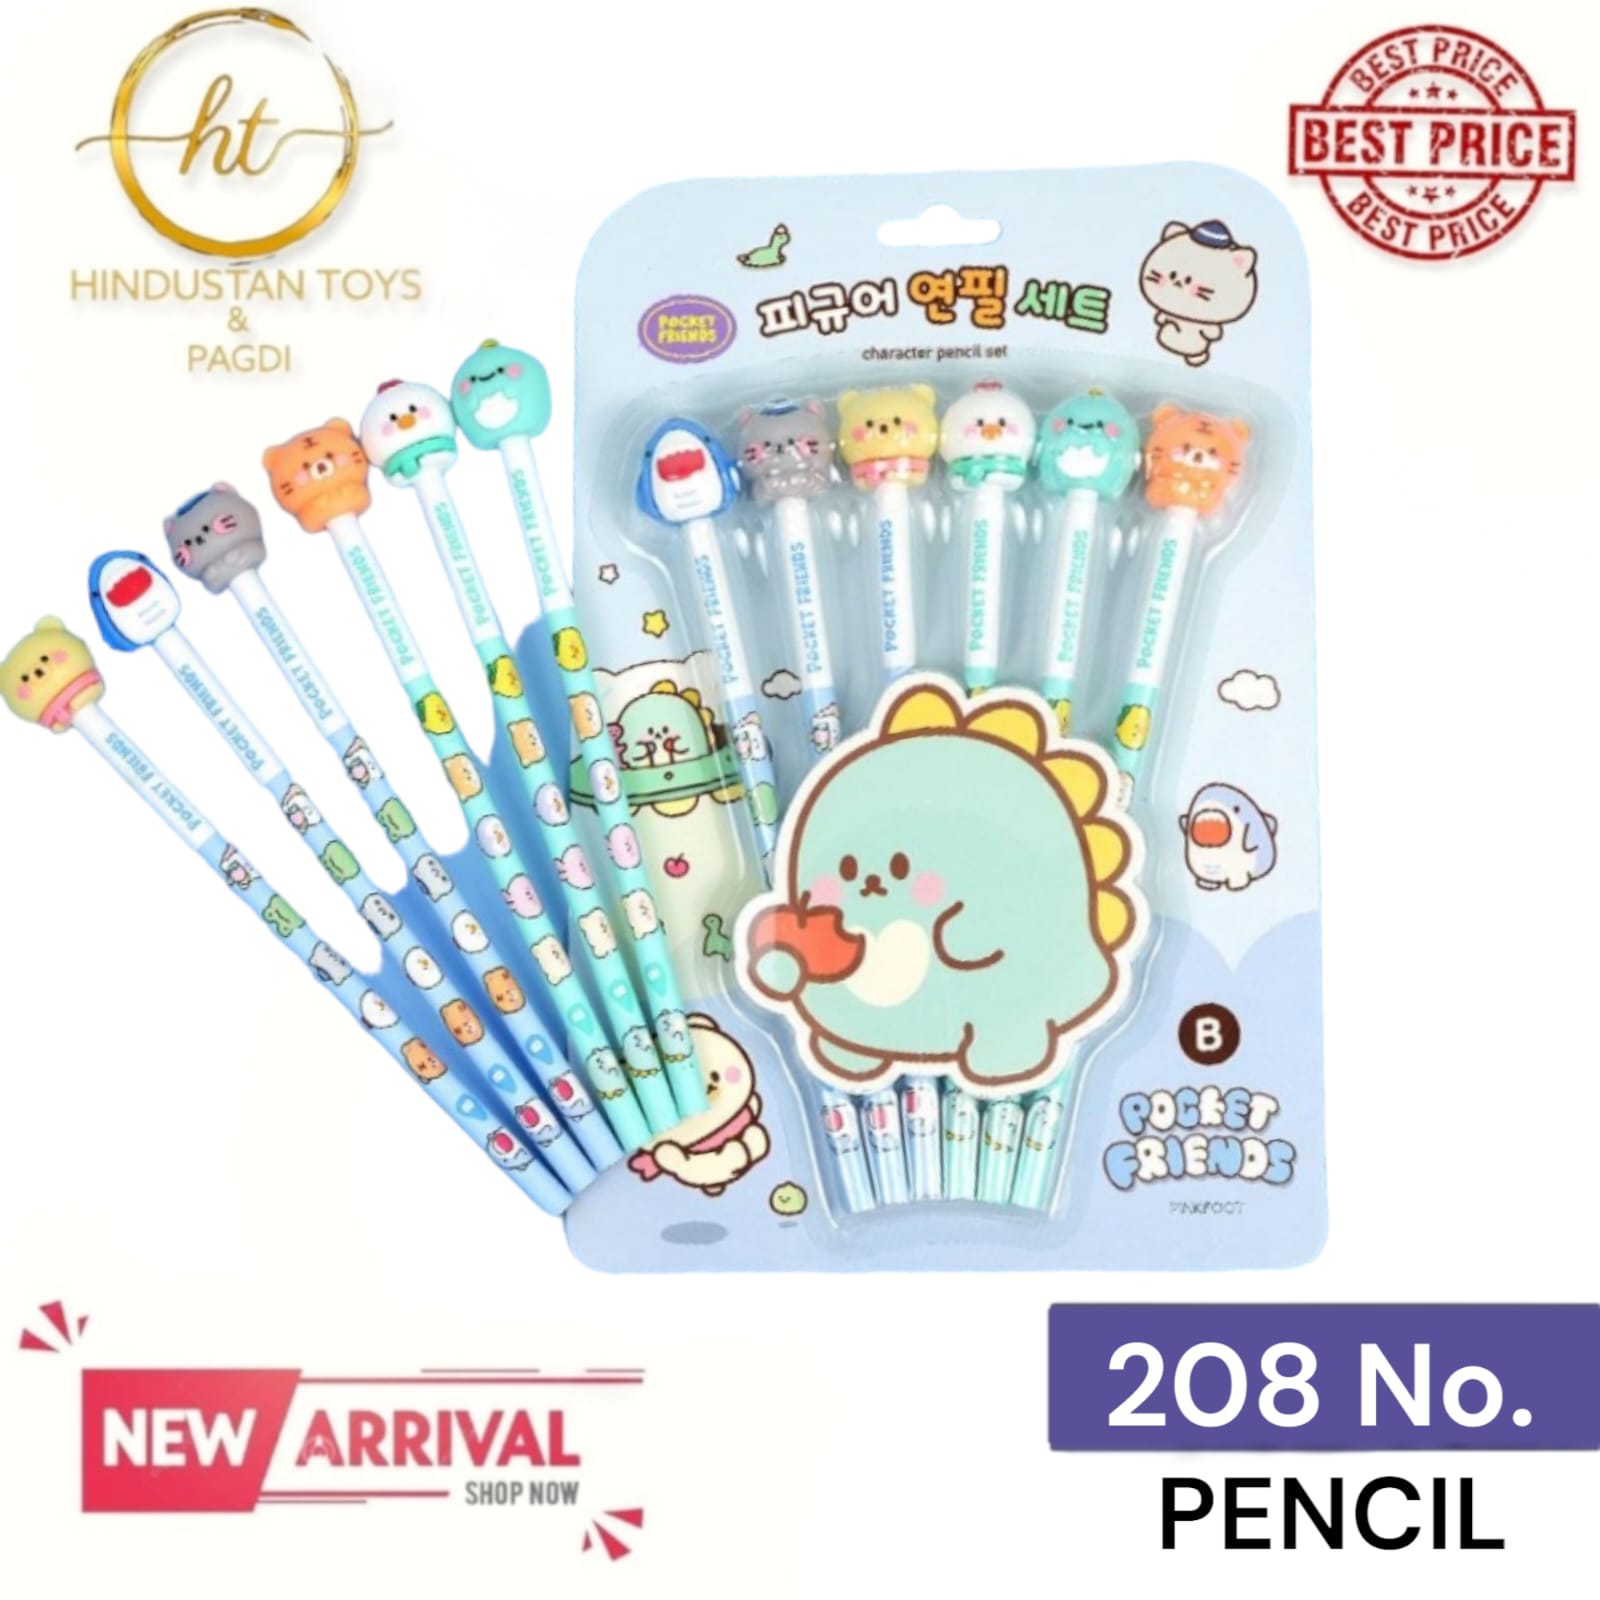 ht
HINDUSTAN TOYS
&
PAGDI
BEST PRICE
BEST PRICE
BEST PRICE
POCKET
FRIENDS
피규어 연필 세트
character pencil set
POCKET FRIENDS
POCKET FRIENDS
POCKET FRIENDS
POCKET FRIENDS
POCKET FRIENDS
POCKET FRIENDS
POCKET FRIENDS
POCKET FRIENDS
POCKET FRIENDS
POCKET FRIENDS
POCKET FRIENDS
POCKET FRIENDS
B
POCKET
FRIENDS
PINKFOOT
NEW ARRIVAL
SHOP NOW
208 No.
PENCIL